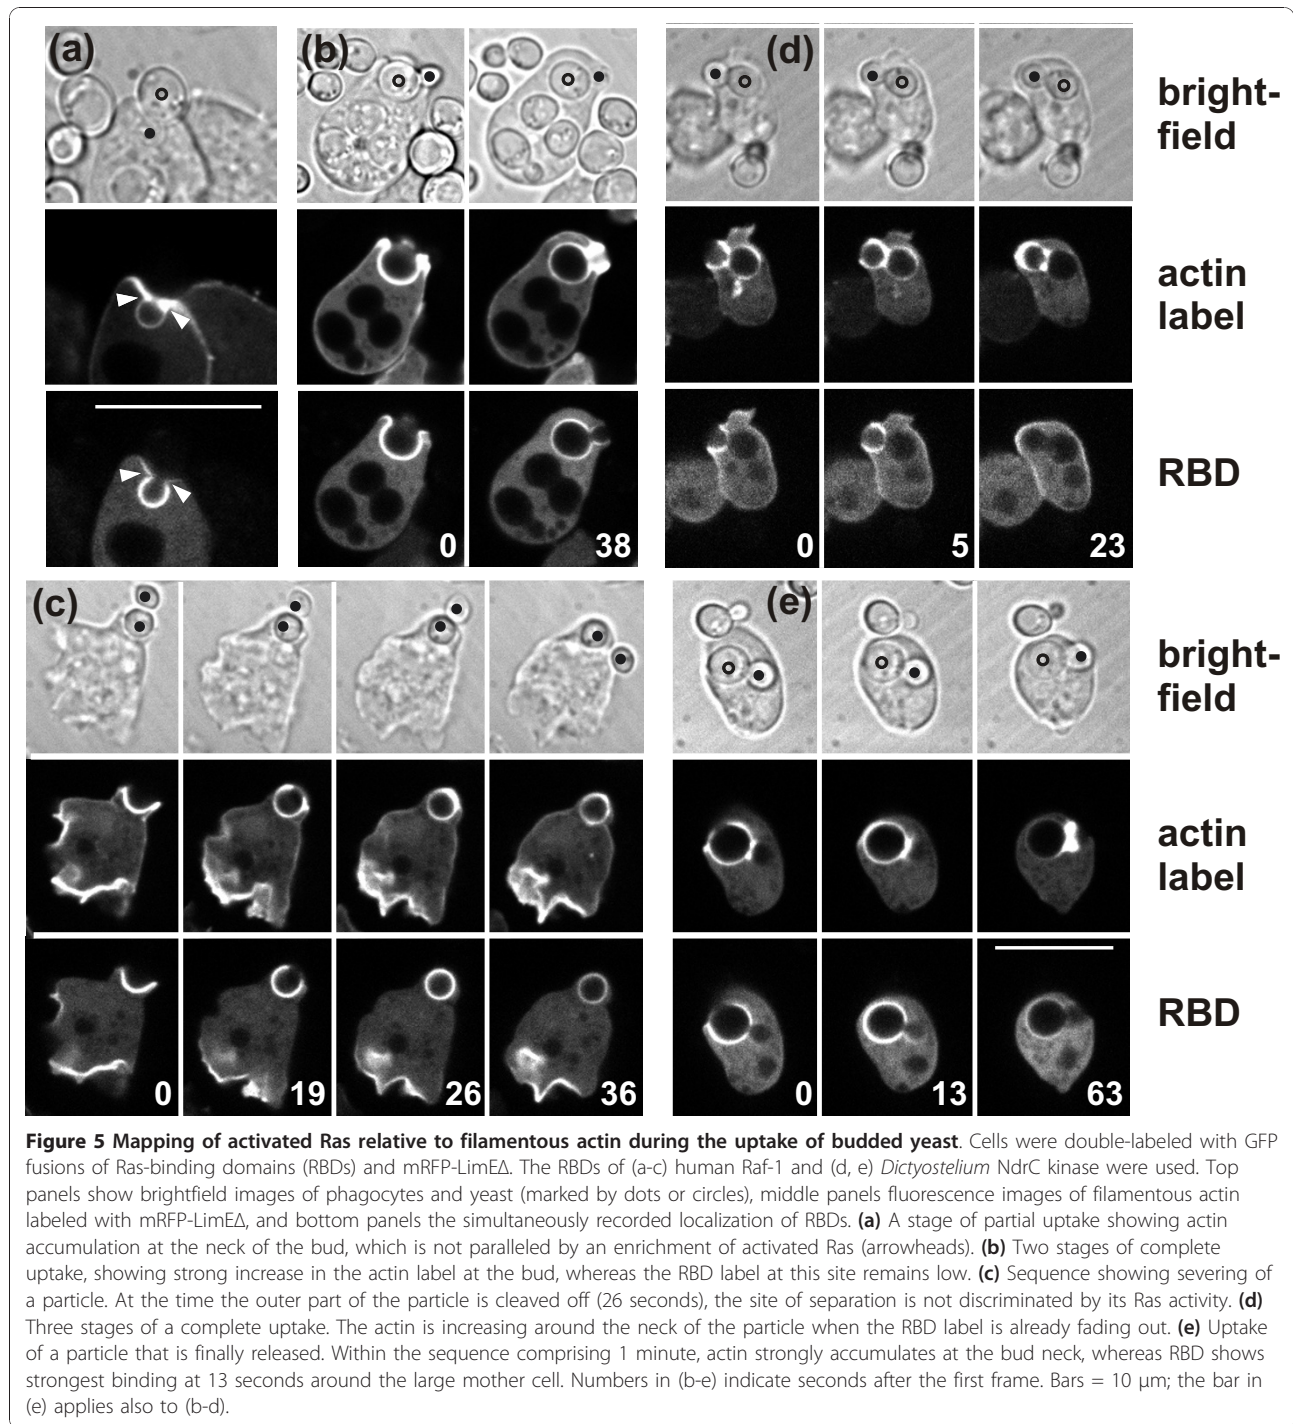 (a)
(b)
(d)
bright-
field
actin
label
RBD
0
38
0
5
23
(c)
(e)
bright-
field
actin
label
RBD
0
19
26
36
0
13
63
Figure 5 Mapping of activated Ras relative to filamentous actin during the uptake of budded yeast. Cells were double-labeled with GFP
fusions of Ras-binding domains (RBDs) and mRFP-LimEΔ. The RBDs of (a-c) human Raf-1 and (d, e) Dictyostelium NdrC kinase were used. Top
panels show brightfield images of phagocytes and yeast (marked by dots or circles), middle panels fluorescence images of filamentous actin
labeled with mRFP-LimEΔ, and bottom panels the simultaneously recorded localization of RBDs. (a) A stage of partial uptake showing actin
accumulation at the neck of the bud, which is not paralleled by an enrichment of activated Ras (arrowheads). (b) Two stages of complete
uptake, showing strong increase in the actin label at the bud, whereas the RBD label at this site remains low. (c) Sequence showing severing of
a particle. At the time the outer part of the particle is cleaved off (26 seconds), the site of separation is not discriminated by its Ras activity. (d)
Three stages of a complete uptake. The actin is increasing around the neck of the particle when the RBD label is already fading out. (e) Uptake
of a particle that is finally released. Within the sequence comprising 1 minute, actin strongly accumulates at the bud neck, whereas RBD shows
strongest binding at 13 seconds around the large mother cell. Numbers in (b-e) indicate seconds after the first frame. Bars = 10 μm; the bar in
(e) applies also to (b-d).